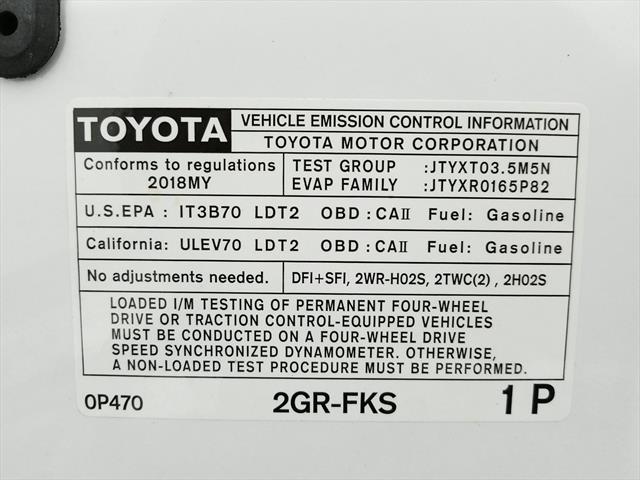 TOYOTA
VEHICLE EMISSION CONTROL INFORMATION
TOYOTA MOTOR CORPORATION
Conforms to regulations
2018MY
TEST GROUP :JTYXT03.5M5N
EVAP FAMILY :JTYXR0165P82
U.S.EPA : IT3B70 LDT2 OBD : CAⅡ Fuel: Gasoline
California: ULEV70 LDT2 OBD : CAⅡ Fuel: Gasoline
No adjustments needed.
DFI+SFI, 2WR-HO2S, 2TWC(2) , 2HO2S
LOADED I/M TESTING OF PERMANENT FOUR-WHEEL
DRIVE OR TRACTION CONTROL-EQUIPPED VEHICLES
MUST BE CONDUCTED ON A FOUR-WHEEL DRIVE
SPEED SYNCHRONIZED DYNAMOMETER. OTHERWISE,
A NON-LOADED TEST PROCEDURE MUST BE PERFORMED.
0P470
2GR-FKS
1 P